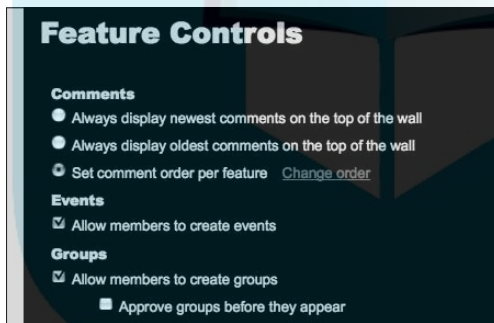 Feature Controls
Comments
Always display newest comments on the top of the wall
Always display oldest comments on the top of the wall
Set comment order per feature Change order
Events
Allow members to create events
Groups
Allow members to create groups
Approve groups before they appear